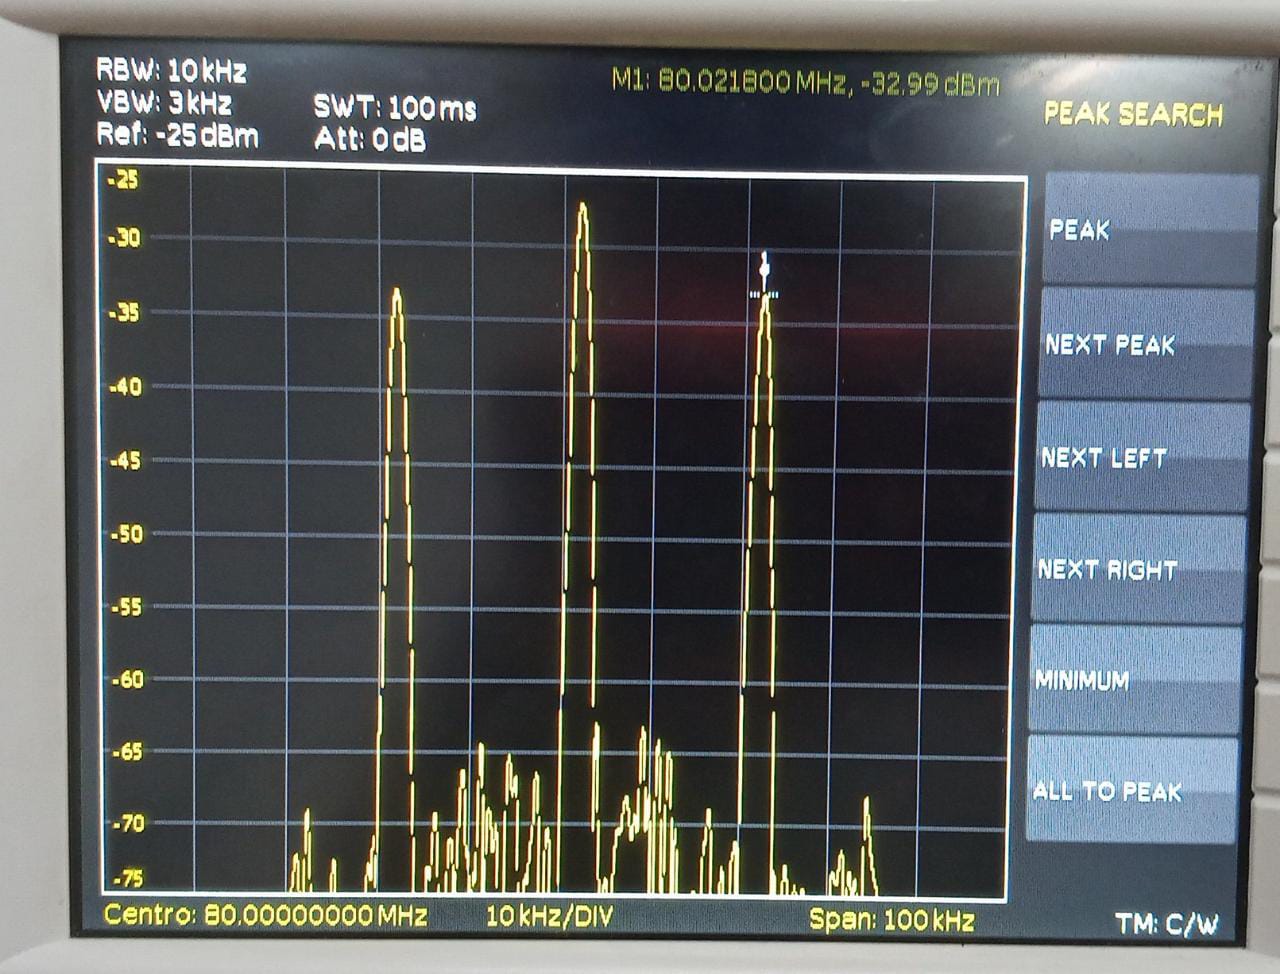 RBW: 10 kHz
VBW: 3 kHz SWT: 100 ms
Ref: -25 dBm Att: 0 dB
M1: 80.021800 MHz, -32.99 dBm
PEAK SEARCH
-25
-30
-35
-40
-45
-50
-55
-60
-65
-70
-75
Centro: 80.00000000 MHz 10 kHz/DIV Span: 100 kHz
PEAK
NEXT PEAK
NEXT LEFT
NEXT RIGHT
MINIMUM
ALL TO PEAK
TM: C/W